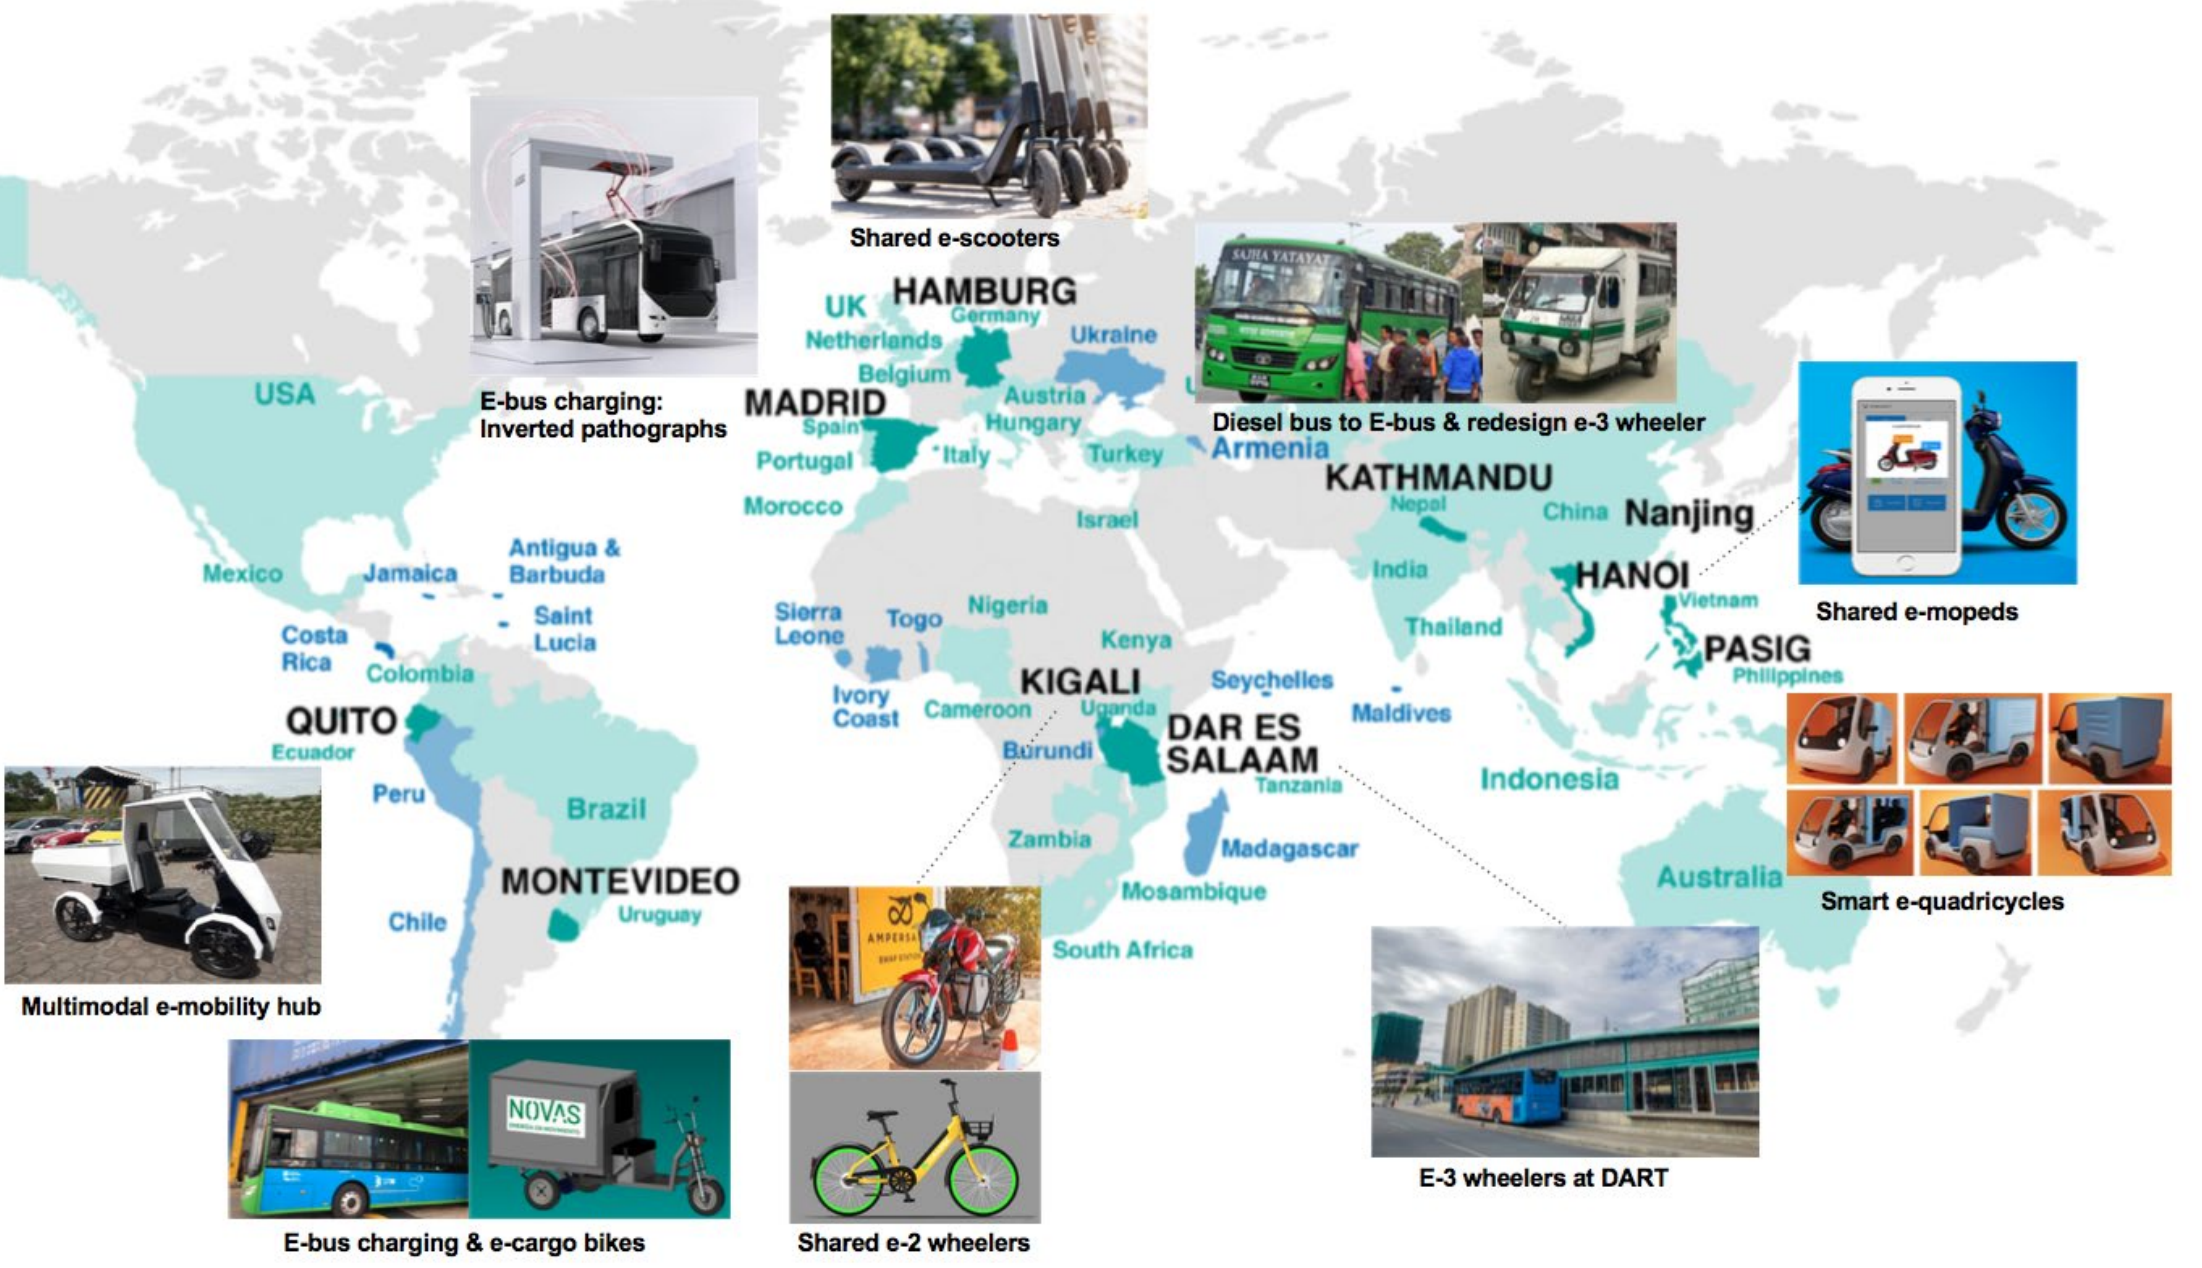 Shared e-scooters
HAMBURG
UK
Germany
Netherlands
Ukraine
Belgium
SAJHA YATAYAT
USA
E-bus charging:
Inverted pathographs
MADRID
Spain
Austria
Hungary
Portugal
Italy
Turkey
Diesel bus to E-bus & redesign e-3 wheeler
Armenia
KATHMANDU
Morocco
Israel
Nepal
China
Nanjing
Mexico
Jamaica
Antigua &
Barbuda
India
HANOI
Vietnam
Shared e-mopeds
Sierra
Leone
Togo
Nigeria
Saint
Lucia
Costa
Rica
Kenya
Thailand
PASIG
Philippines
Colombia
KIGALI
Seychelles
Ivory
Coast
Cameroon
Uganda
Maldives
QUITO
Ecuador
Burundi
DAR ES
SALAAM
Tanzania
Indonesia
Peru
Brazil
Zambia
Madagascar
Australia
MONTEVIDEO
Uruguay
Mosambique
Smart e-quadricycles
Chile
South Africa
AMPERSA
Multimodal e-mobility hub
NOVAS
E-3 wheelers at DART
E-bus charging & e-cargo bikes
Shared e-2 wheelers